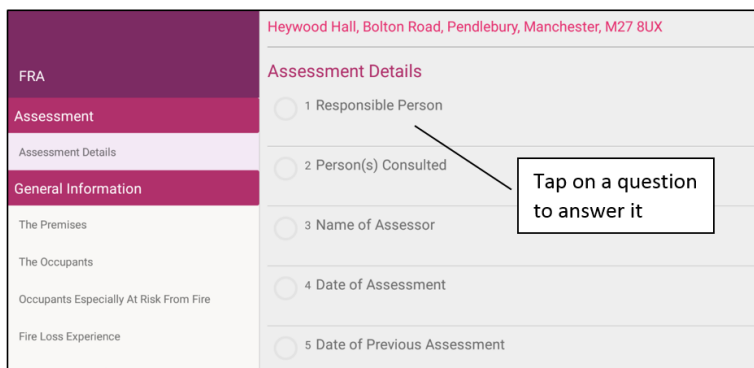 Heywood Hall, Bolton Road, Pendlebury, Manchester, M27 8UX
FRA
Assessment
Assessment Details
General Information
The Premises
The Occupants
Occupants Especially At Risk From Fire
Fire Loss Experience
Assessment Details
1 Responsible Person
2 Person(s) Consulted
3 Name of Assessor
4 Date of Assessment
5 Date of Previous Assessment
Tap on a question
to answer it